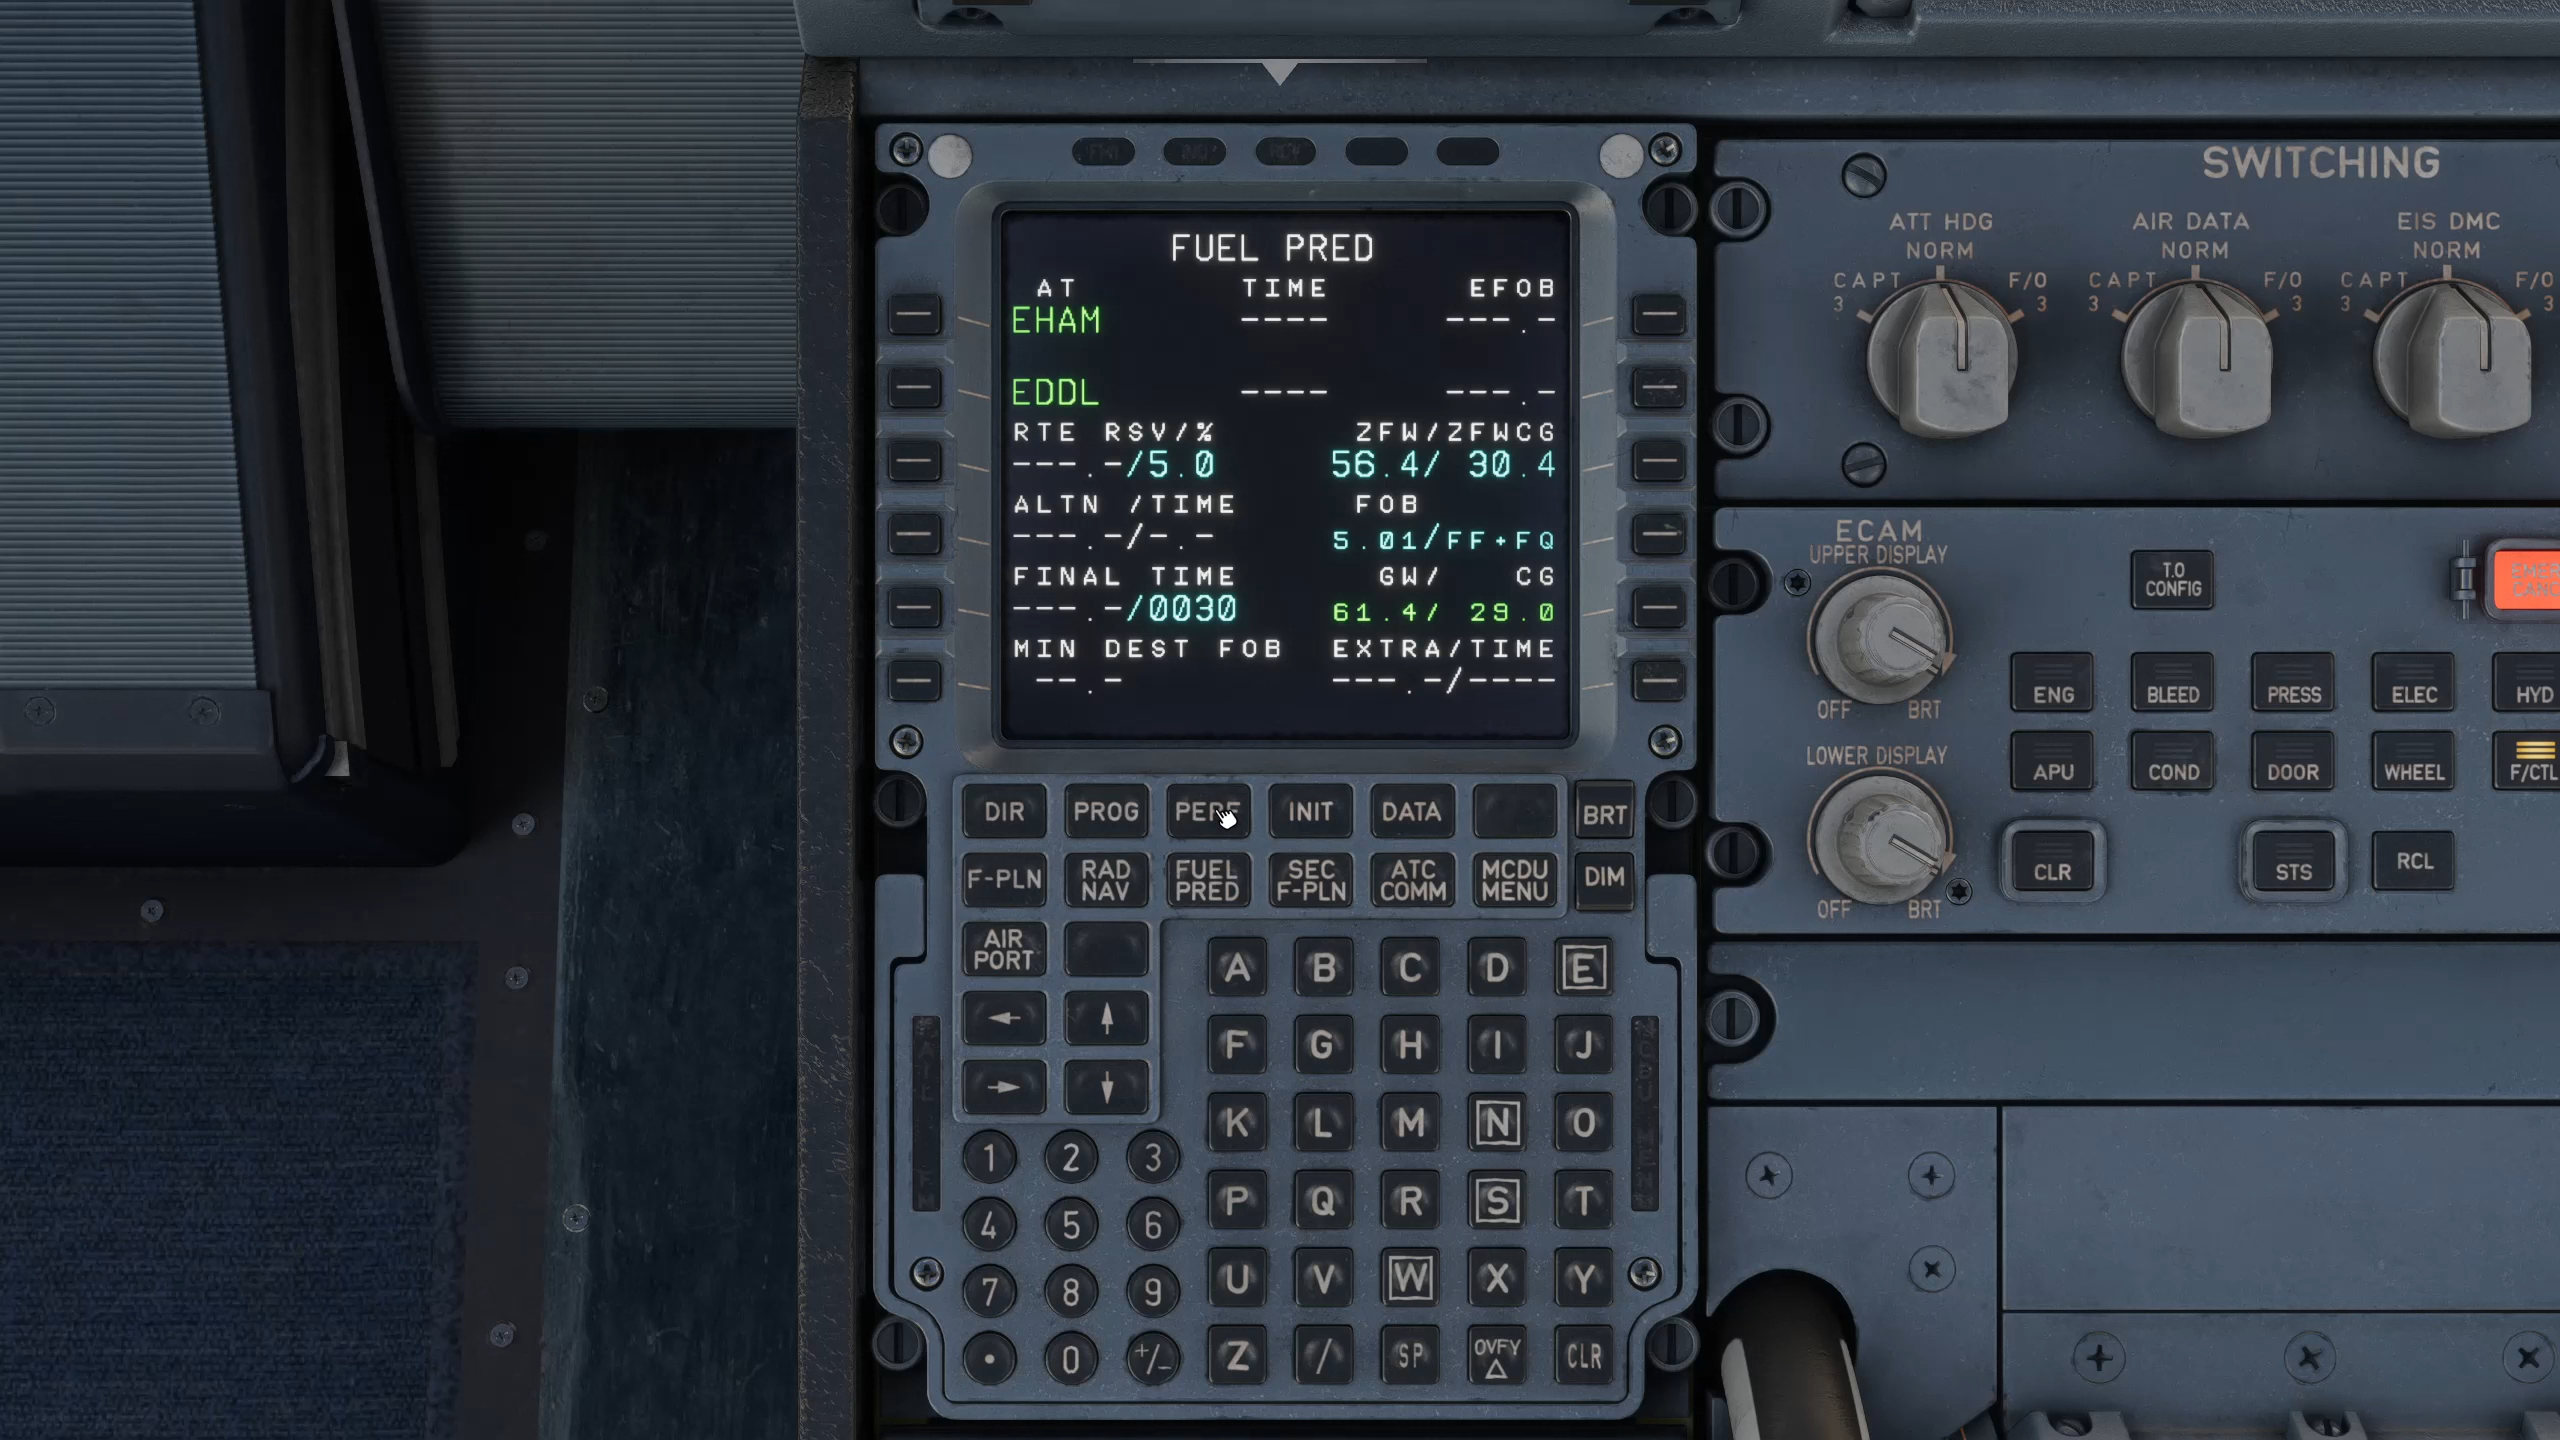 FUEL PRED
AT TIME EFOB
EHAM ---- ---.-
EDDL ---- ---.-
RTE RSV/% ZFW/ZFWCG
---.-/5.0 56.4/ 30.4
ALTN /TIME FOB
---.-/-.- 5.01/FF+FQ
FINAL TIME GW/ CG
---.-/0030 61.4/ 29.0
MIN DEST FOB EXTRA/TIME
--.- ---.-/----
DIR PROG PERF INIT DATA BRT
F-PLN RAD NAV FUEL PRED SEC F-PLN ATC COMM MCDU MENU DIM
AIR PORT
← ↑
→ ↓
A B C D E
F G H I J
K L M N O
P Q R S T
U V W X Y
Z / SP OVFY △ CLR
1 2 3
4 5 6
7 8 9
. 0 +/-
SWITCHING
ATT HDG AIR DATA EIS DMC
NORM NORM NORM
CAPT 3 F/O 3 CAPT 3 F/O 3 CAPT 3 F/O 3
ECAM
UPPER DISPLAY
OFF BRT
T.O CONFIG
EMER CANC
ENG BLEED PRESS ELEC HYD
LOWER DISPLAY
OFF BRT
APU COND DOOR WHEEL F/CTL
CLR STS RCL